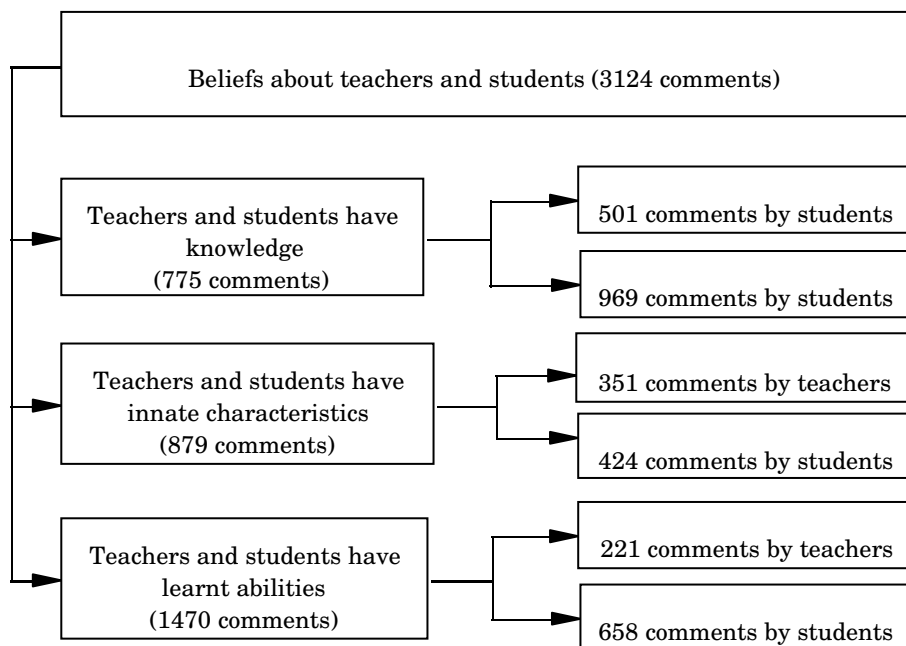 Beliefs about teachers and students (3124 comments)
Teachers and students have
knowledge
(775 comments)
501 comments by students
969 comments by students
Teachers and students have
innate characteristics
(879 comments)
351 comments by teachers
424 comments by students
Teachers and students have
learnt abilities
(1470 comments)
221 comments by teachers
658 comments by students